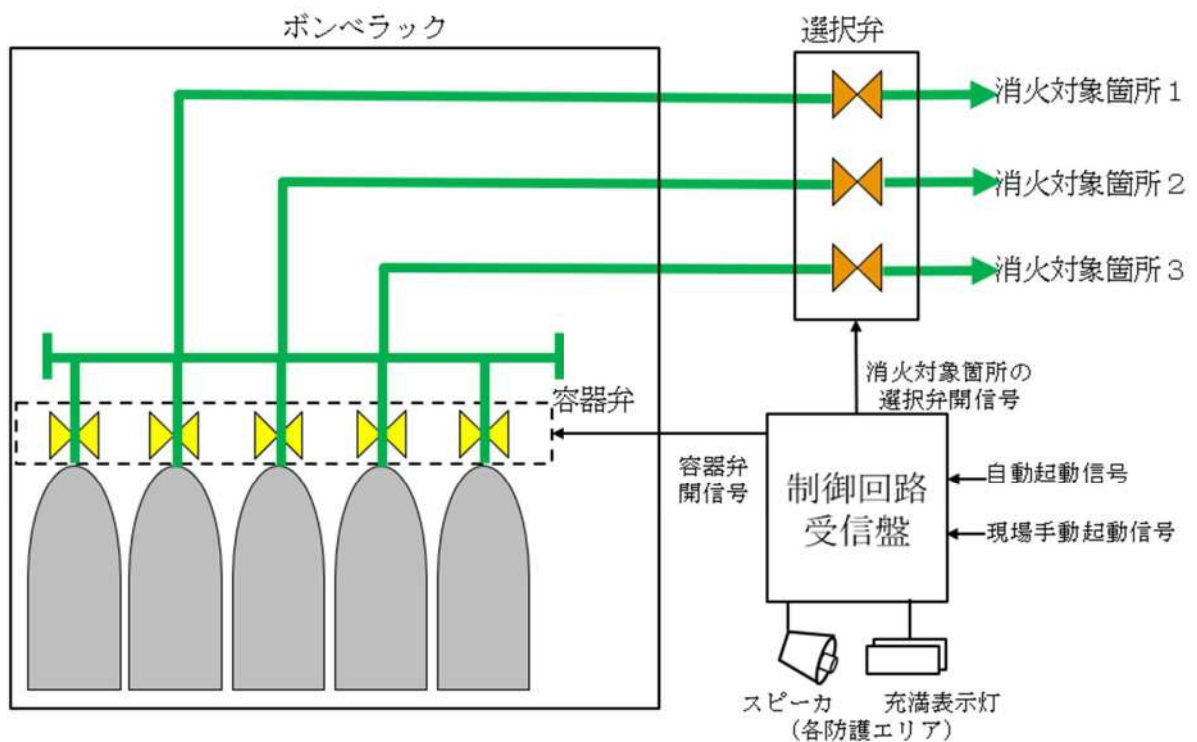 ボンベラック
選択弁
消火対象箇所1
消火対象箇所2
消火対象箇所3
容器弁
消火対象箇所の
選択弁開信号
容器弁
開信号
制御回路
受信盤
自動起動信号
現場手動起動信号
スピーカ 充満表示灯
(各防護エリア)